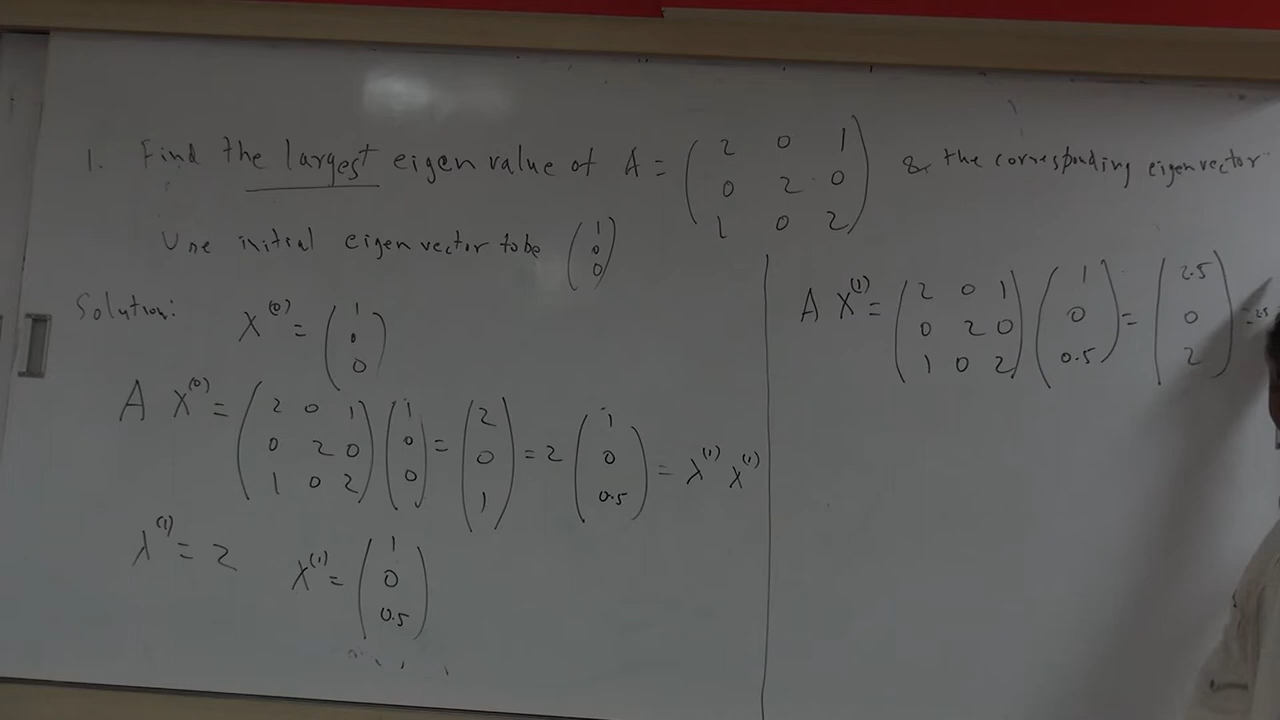 1. Find the largest eigen value of A = (2 0 1
0 2 0
1 0 2) & the corresponding eigenvector
Use initial eigenvector to be (1
0
0)
Solution: X^(0) = (1
0
0)
A X^(0) = (2 0 1
0 2 0
1 0 2) (1
0
0) = (2
0
1) = 2 (1
0
0.5) = λ^(1) X^(1)
λ^(1) = 2 X^(1) = (1
0
0.5)
A X^(1) = (2 0 1
0 2 0
1 0 2) (1
0
0.5) = (2.5
0
2) = 2.5